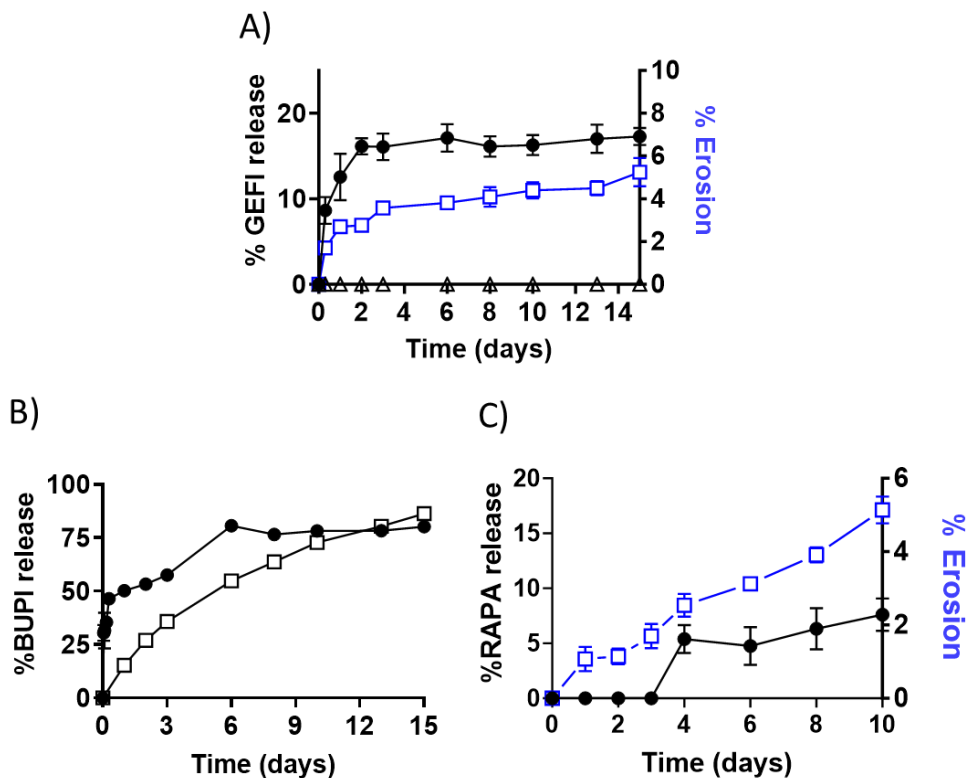 A)
% GEFI release
20
10
0
10
8
6
4
2
0
% Erosion
0 2 4 6 8 10 12 14
Time (days)
B)
%BUPI release
100
75
50
25
0
0 3 6 9 12 15
Time (days)
C)
%RAPA release
20
15
10
5
0
6
4
2
0
% Erosion
0 2 4 6 8 10
Time (days)